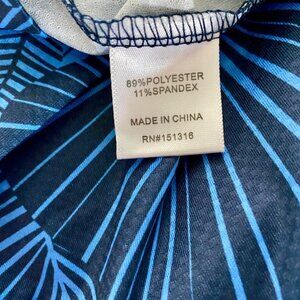 89%POLYESTER
11%SPANDEX
MADE IN CHINA
RN#151316